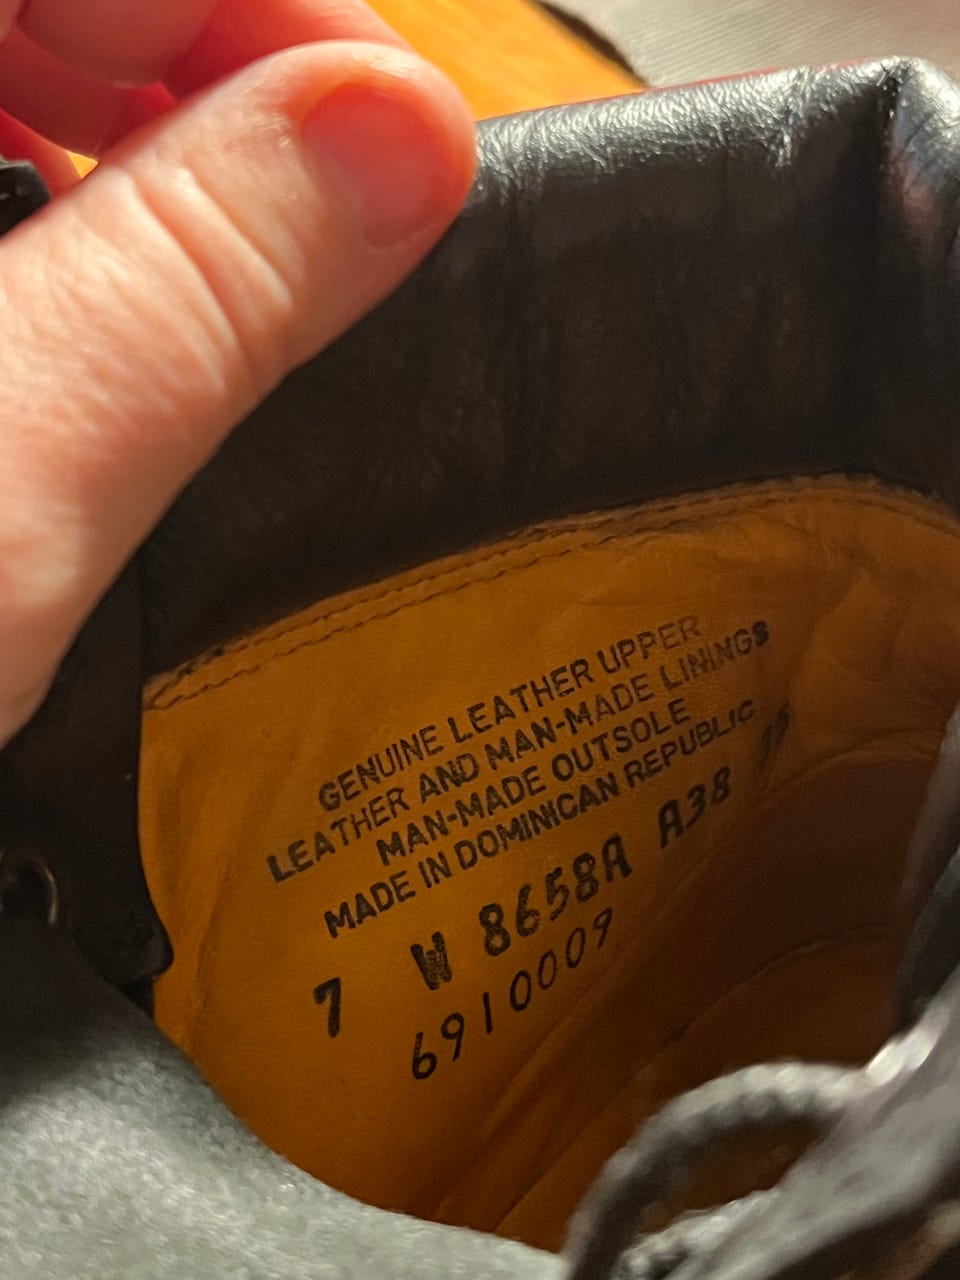 GENUINE LEATHER UPPER
LEATHER AND MAN-MADE LININGS
MAN-MADE OUTSOLE
MADE IN DOMINICAN REPUBLIC
7 W 8658A A38
6910009